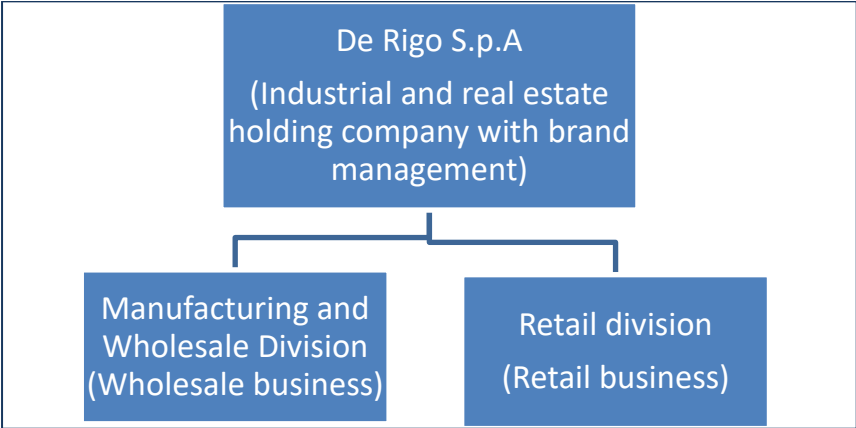 De Rigo S.p.A
(Industrial and real estate
holding company with brand
management)
Manufacturing and
Wholesale Division
(Wholesale business)
Retail division
(Retail business)